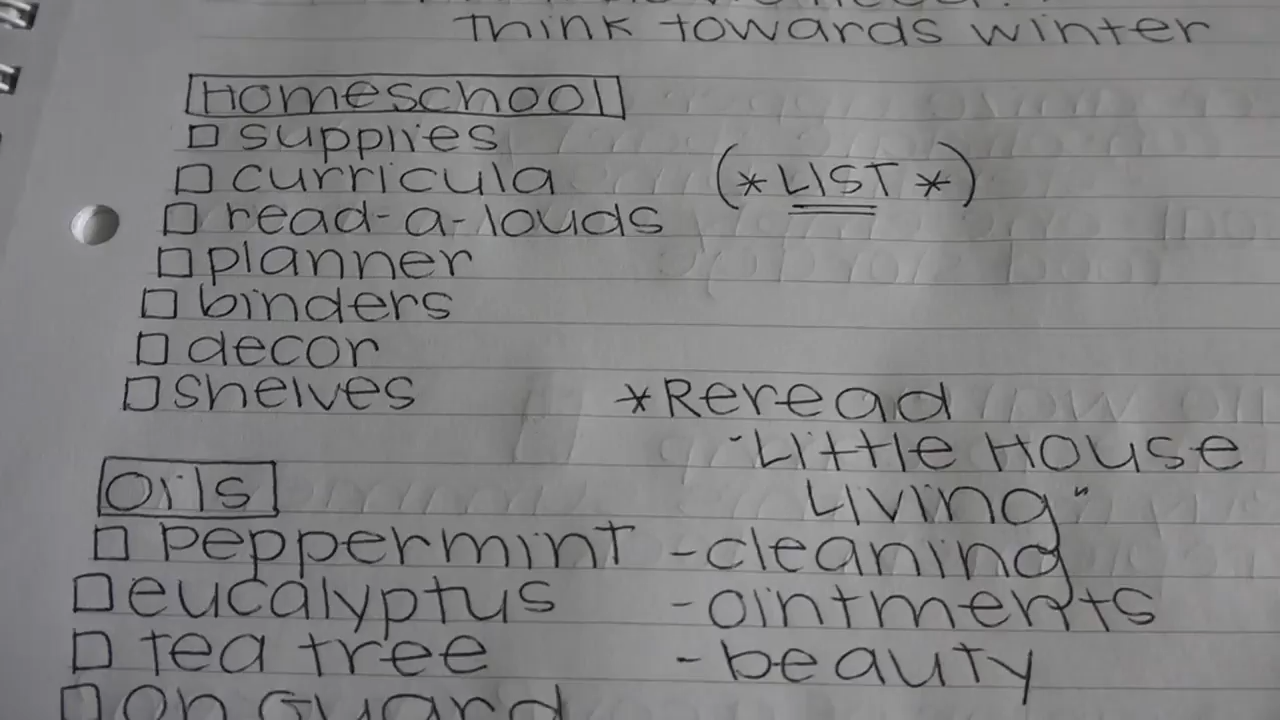 Think towards winter
Homeschool
supplies
curricula (*LIST*)
read-a-louds
planner
binders
decor
shelves
*Reread
"Little House
Living"
Oils
peppermint -cleaning
eucalyptus -ointments
tea tree -beauty
On Guard